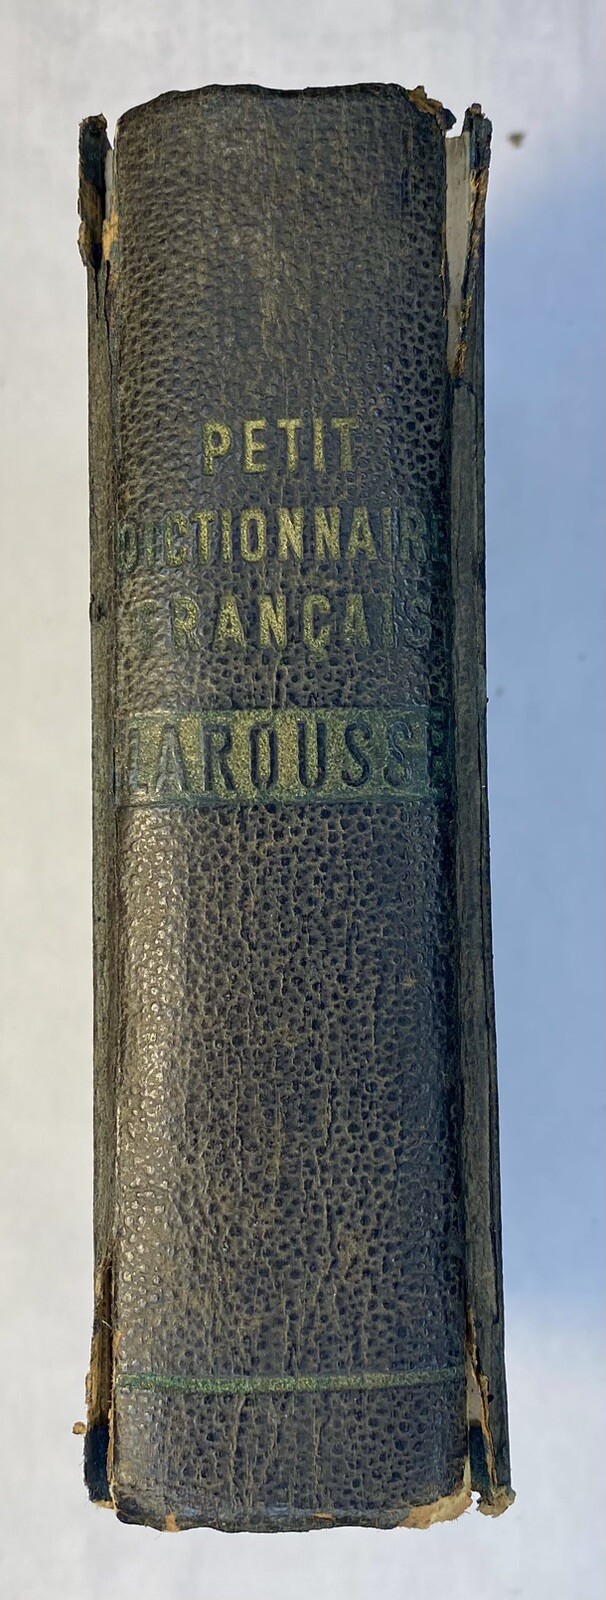 PETIT
DICTIONNAIRE
FRANÇAIS
LAROUSSE